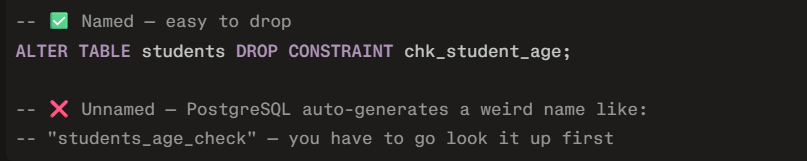 -- ✅ Named — easy to drop
ALTER TABLE students DROP CONSTRAINT chk_student_age;
-- ❌ Unnamed — PostgreSQL auto-generates a weird name like:
-- "students_age_check" — you have to go look it up first